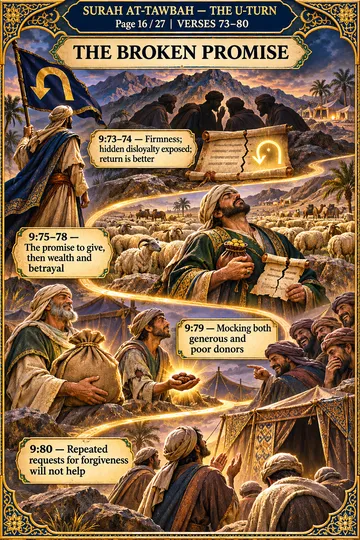 SURAH AT-TAWBAH — THE U-TURN
Page 16 / 27 | VERSES 73–80
THE BROKEN PROMISE
9:73–74 — Firmness;
hidden disloyalty exposed;
return is better
9:75–78 —
The promise to give,
then wealth and
betrayal
9:79 — Mocking both
generous and
poor donors
9:80 — Repeated
requests for forgiveness
will not help